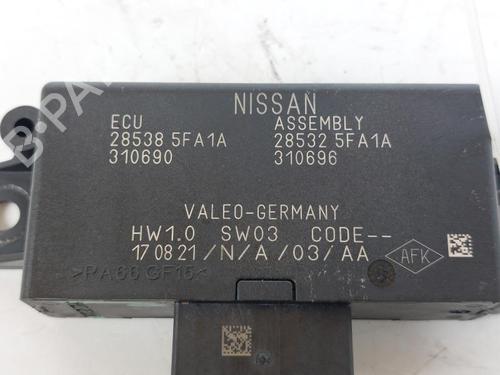 NISSAN
ECU ASSEMBLY
28538 5FA1A 28532 5FA1A
310690 310696
VALEO-GERMANY
HW1.0 SW03 CODE--
170821/N/A/03/AA
AFK
>PA66 GF15<